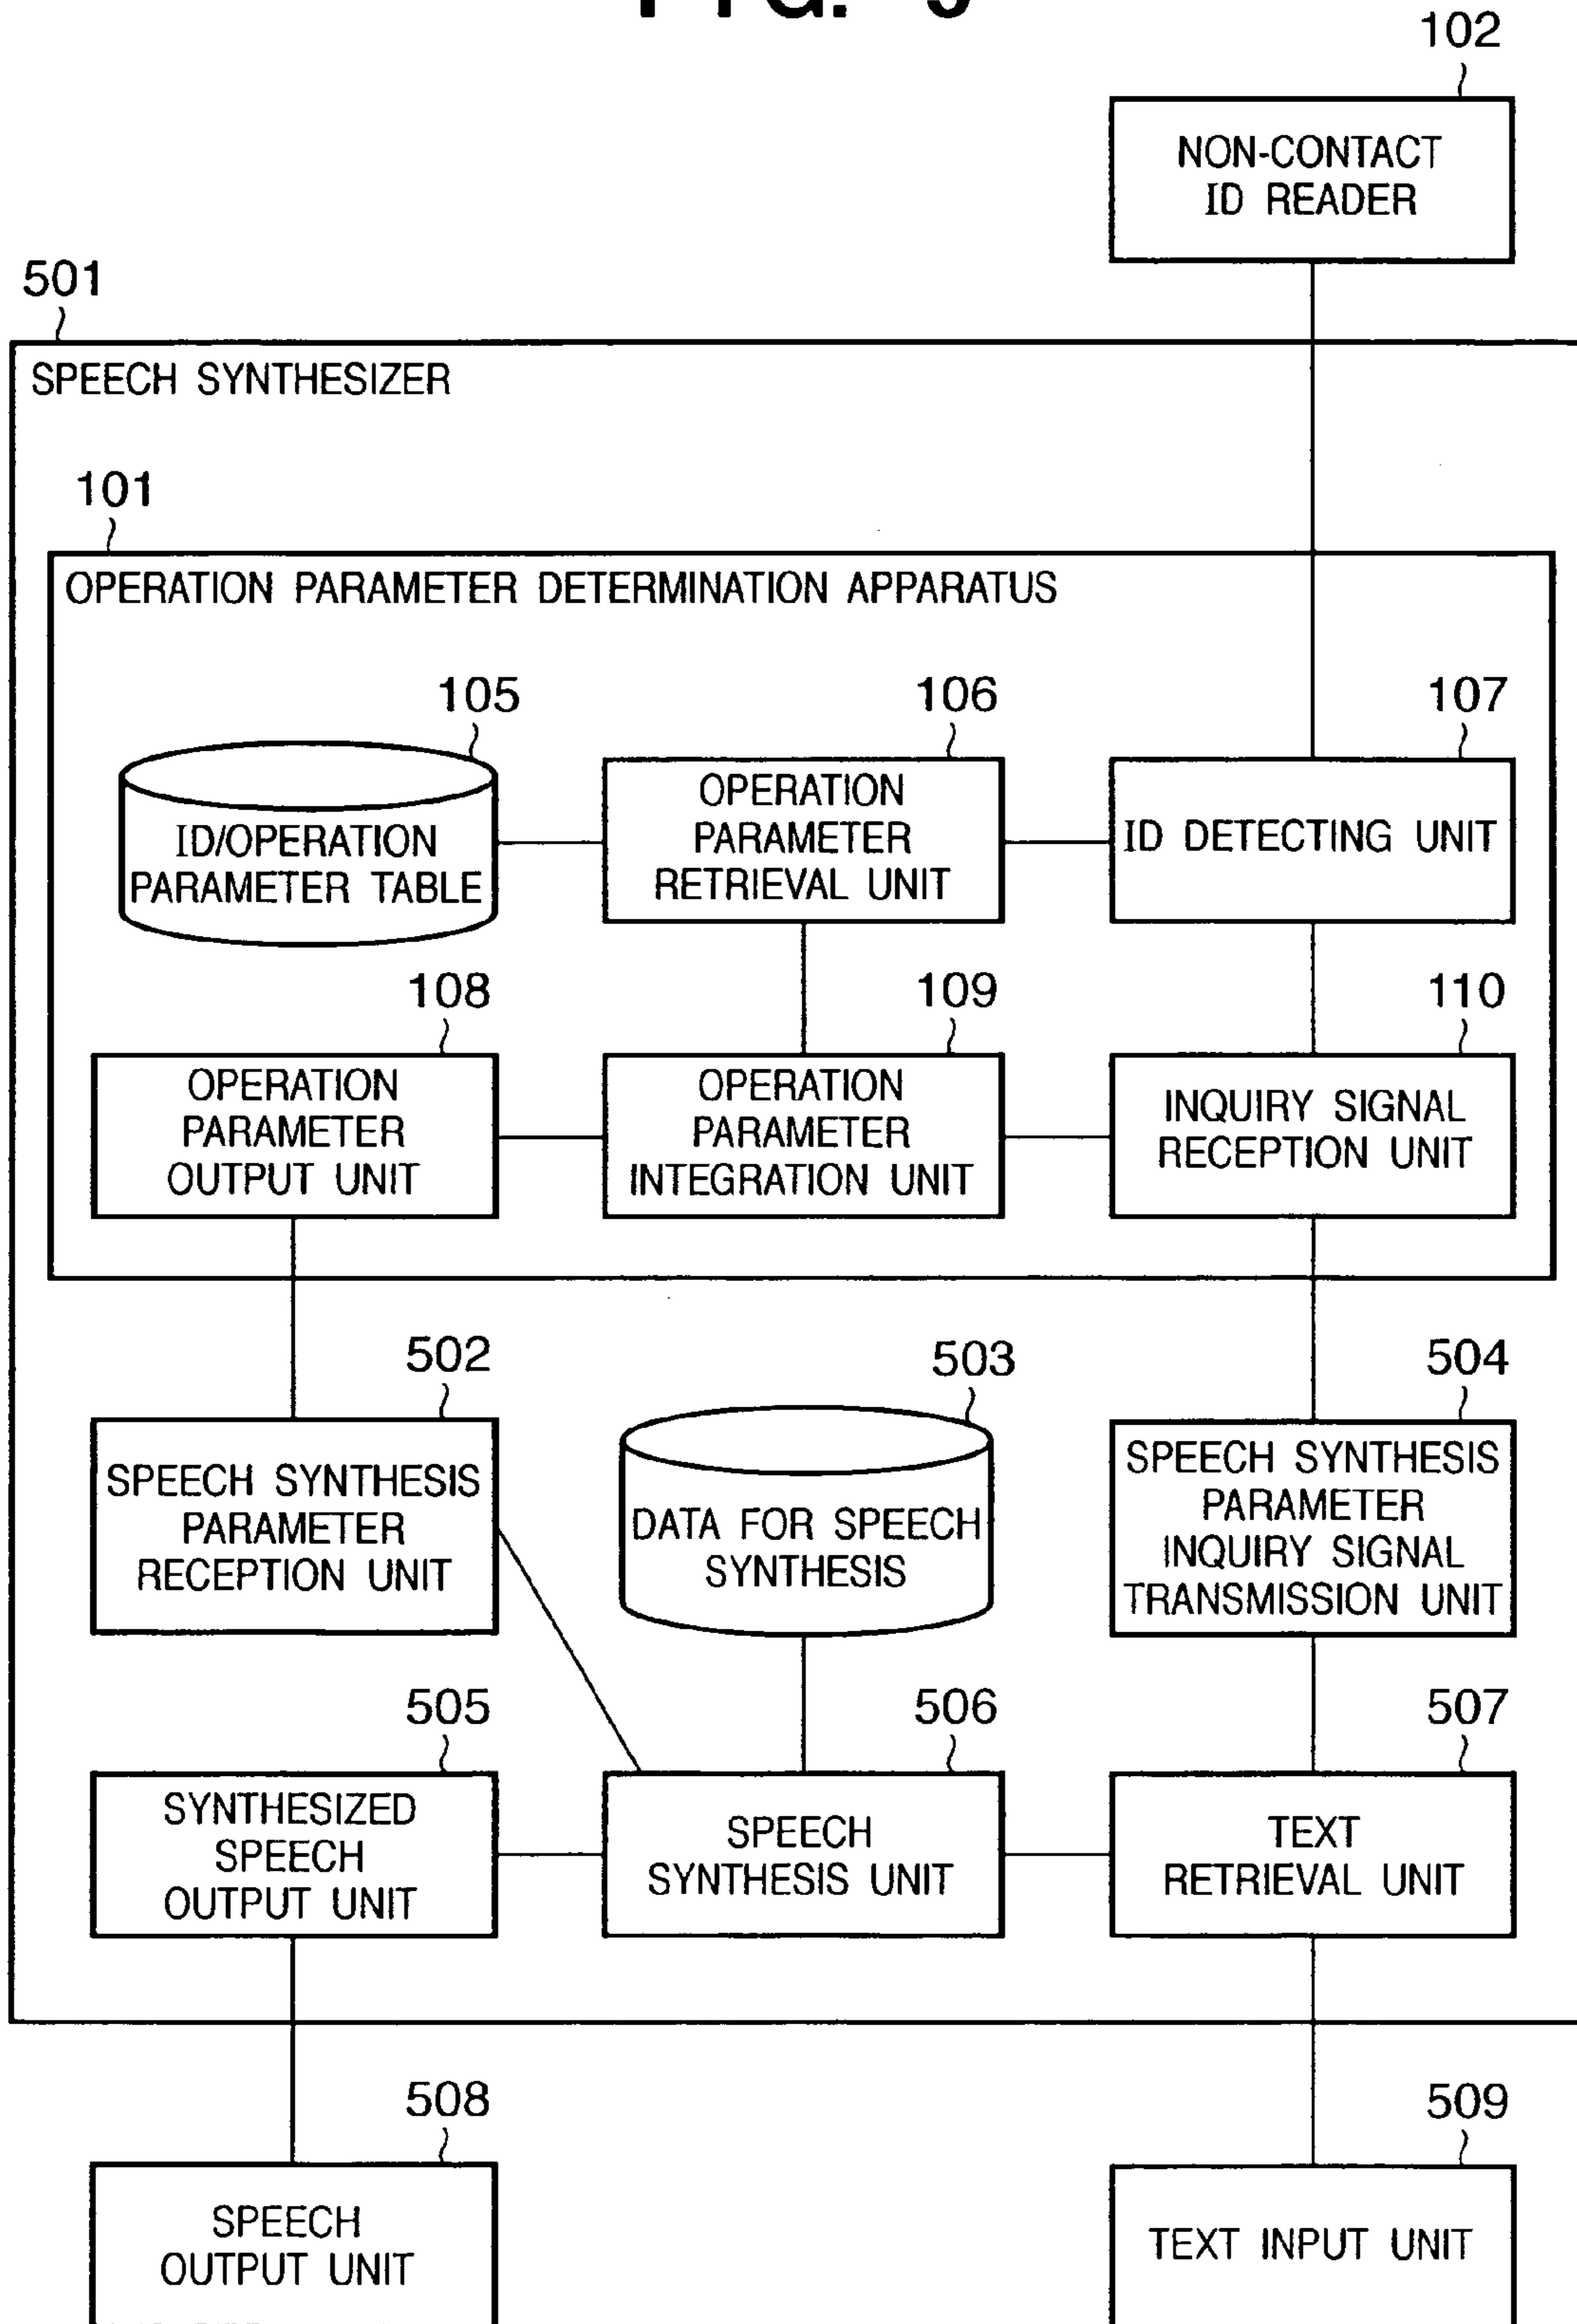 102
NON-CONTACT
ID READER
501
SPEECH SYNTHESIZER
101
OPERATION PARAMETER DETERMINATION APPARATUS
105
106
107
ID/OPERATION
PARAMETER TABLE
OPERATION
PARAMETER
RETRIEVAL UNIT
ID DETECTING UNIT
108
109
110
OPERATION
PARAMETER
OUTPUT UNIT
OPERATION
PARAMETER
INTEGRATION UNIT
INQUIRY SIGNAL
RECEPTION UNIT
502
503
504
SPEECH SYNTHESIS
PARAMETER
RECEPTION UNIT
DATA FOR SPEECH
SYNTHESIS
SPEECH SYNTHESIS
PARAMETER
INQUIRY SIGNAL
TRANSMISSION UNIT
505
506
507
SYNTHESIZED
SPEECH
OUTPUT UNIT
SPEECH
SYNTHESIS UNIT
TEXT
RETRIEVAL UNIT
508
509
SPEECH
OUTPUT UNIT
TEXT INPUT UNIT